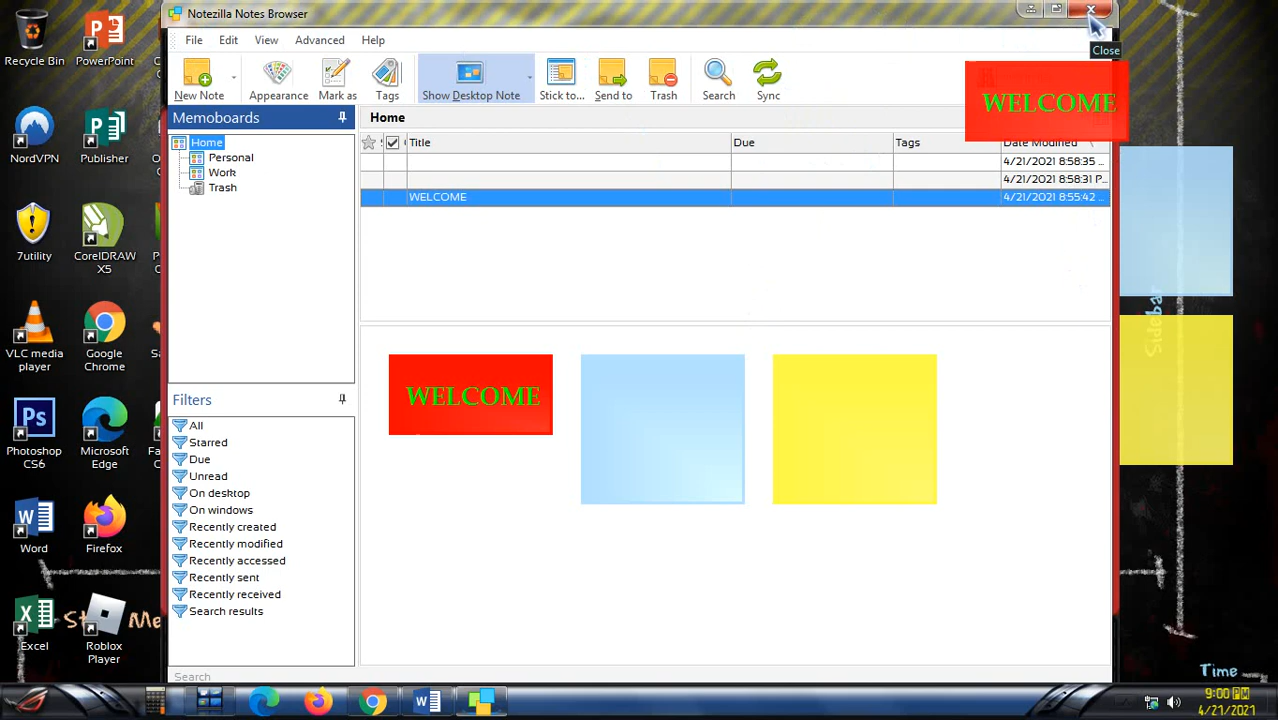 Notezilla Notes Browser
File Edit View Advanced Help
Close
New Note Appearance Mark as Tags Show Desktop Note Stick to... Send to Trash Search Sync
WELCOME
Memoboards
Home
Title Due Tags Date Modified
Home
Personal
Work
Trash
4/21/2021 8:58:35 ...
4/21/2021 8:58:31 P...
WELCOME 4/21/2021 8:55:42 ...
WELCOME
Filters
All
Starred
Due
Unread
On desktop
On windows
Recently created
Recently modified
Recently accessed
Recently sent
Recently received
Search results
Search
Recycle Bin
PowerPoint
NordVPN
Publisher
7utility
CorelDRAW
X5
VLC media
player
Google
Chrome
Photoshop
CS6
Microsoft
Edge
Word
Firefox
Excel
Roblox
Player
Sidebar
Time
9:00 PM
4/21/2021